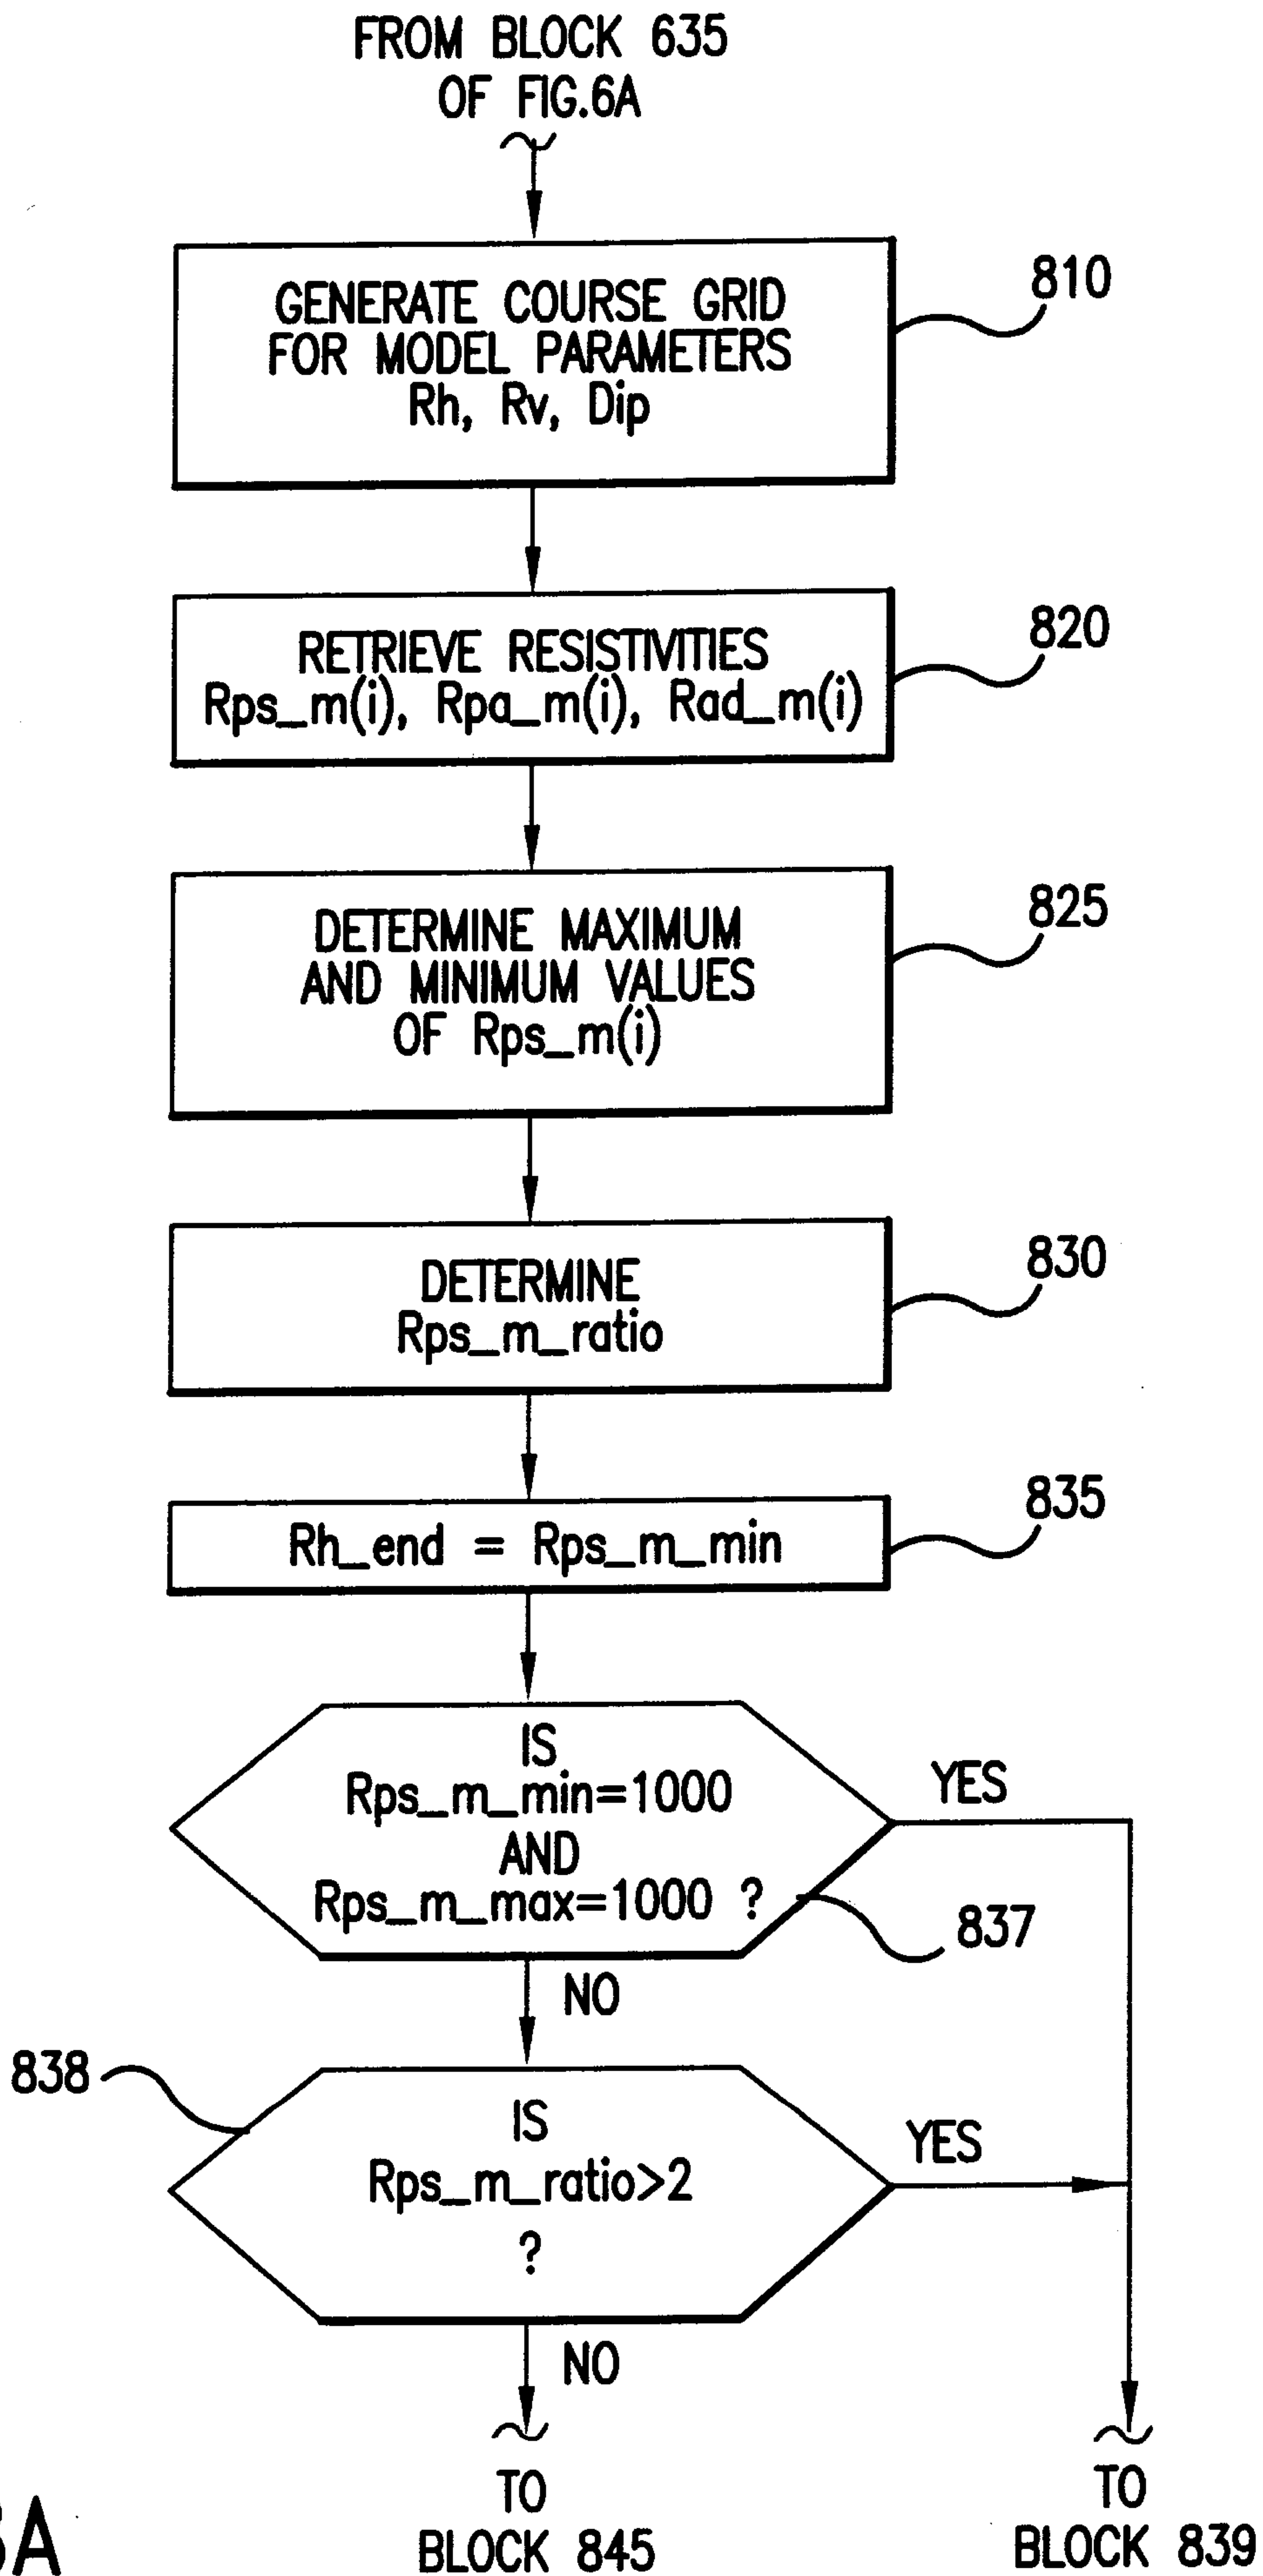 FROM BLOCK 635
OF FIG.6A
GENERATE COURSE GRID
FOR MODEL PARAMETERS
Rh, Rv, Dip
810
RETRIEVE RESISTIVITIES
Rps_m(i), Rpa_m(i), Rad_m(i)
820
DETERMINE MAXIMUM
AND MINIMUM VALUES
OF Rps_m(i)
825
DETERMINE
Rps_m_ratio
830
Rh_end = Rps_m_min
835
IS
Rps_m_min=1000
AND
Rps_m_max=1000 ?
YES
837
NO
838
IS
Rps_m_ratio>2
?
YES
NO
TO
BLOCK 845
TO
BLOCK 839